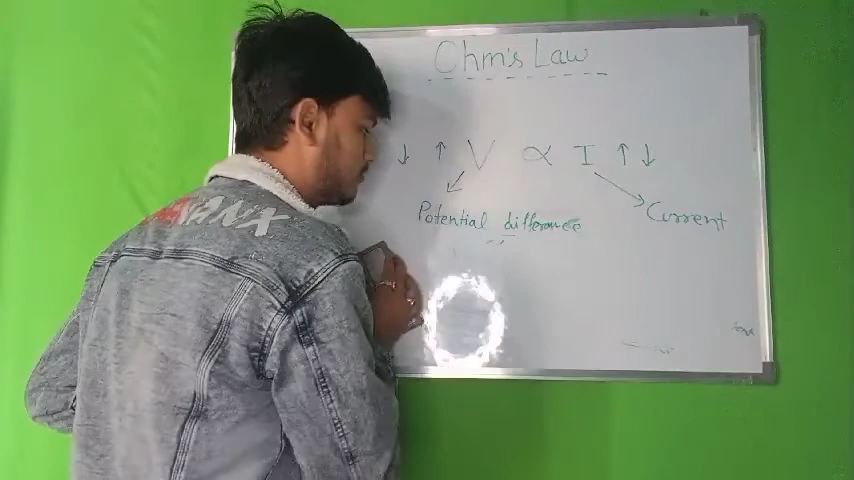 Ohm's Law
↓ ↑ V ∝ I ↑ ↓
Potential difference
Current